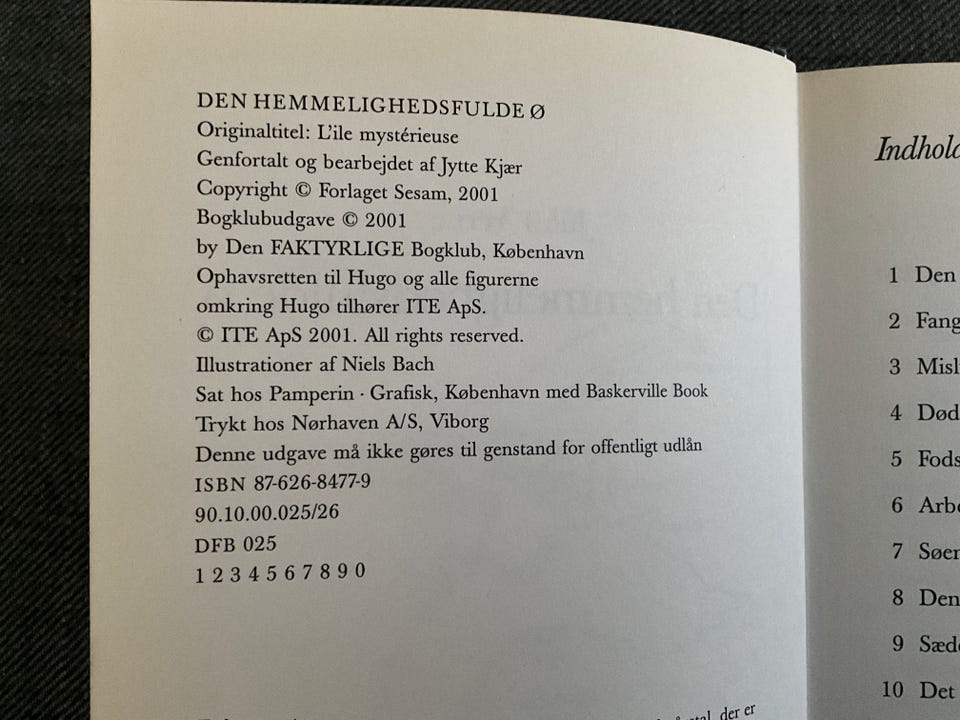 DEN HEMMELIGHEDSFULDE Ø
Originaltitel: L'ile mystérieuse
Genfortalt og bearbejdet af Jytte Kjær
Copyright © Forlaget Sesam, 2001
Bogklubudgave © 2001
by Den FAKTYRLIGE Bogklub, København
Ophavsretten til Hugo og alle figurerne
omkring Hugo tilhører ITE ApS.
© ITE ApS 2001. All rights reserved.
Illustrationer af Niels Bach
Sat hos Pamperin · Grafisk, København med Baskerville Book
Trykt hos Nørhaven A/S, Viborg
Denne udgave må ikke gøres til genstand for offentligt udlån
ISBN 87-626-8477-9
90.10.00.025/26
DFB 025
1 2 3 4 5 6 7 8 9 0
der er
Indhold
1 Den
2 Fang
3 Misl
4 Død
5 Fods
6 Arbe
7 Søen
8 Den
9 Sæd
10 Det